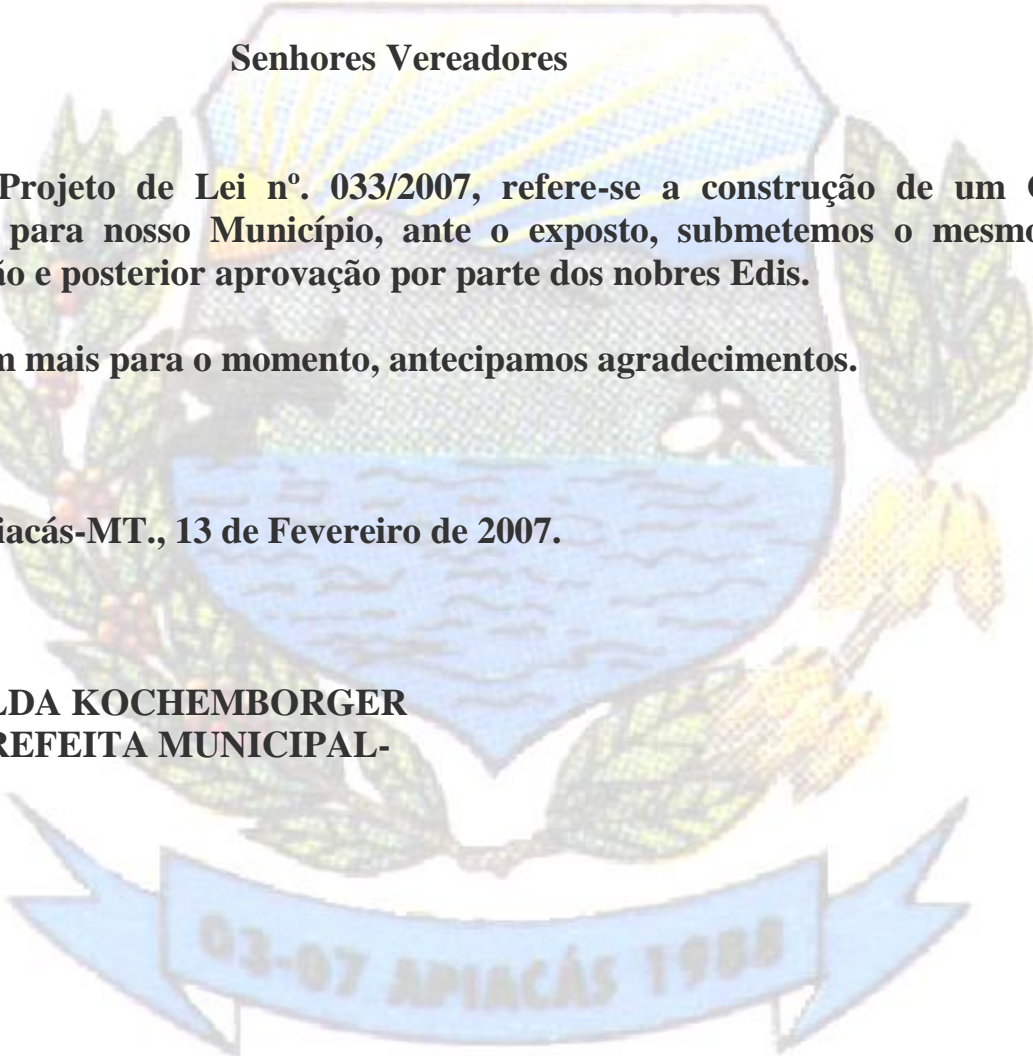 Senhores Vereadores
Projeto de Lei nº. 033/2007, refere-se a construção de um
para nosso Município, ante o exposto, submetemos o mesmo
ão e posterior aprovação por parte dos nobres Edis.
m mais para o momento, antecipamos agradecimentos.
iacás-MT., 13 de Fevereiro de 2007.
LDA KOCHEMBORGER
REFEITA MUNICIPAL-
03-07 APIACÁS 1988